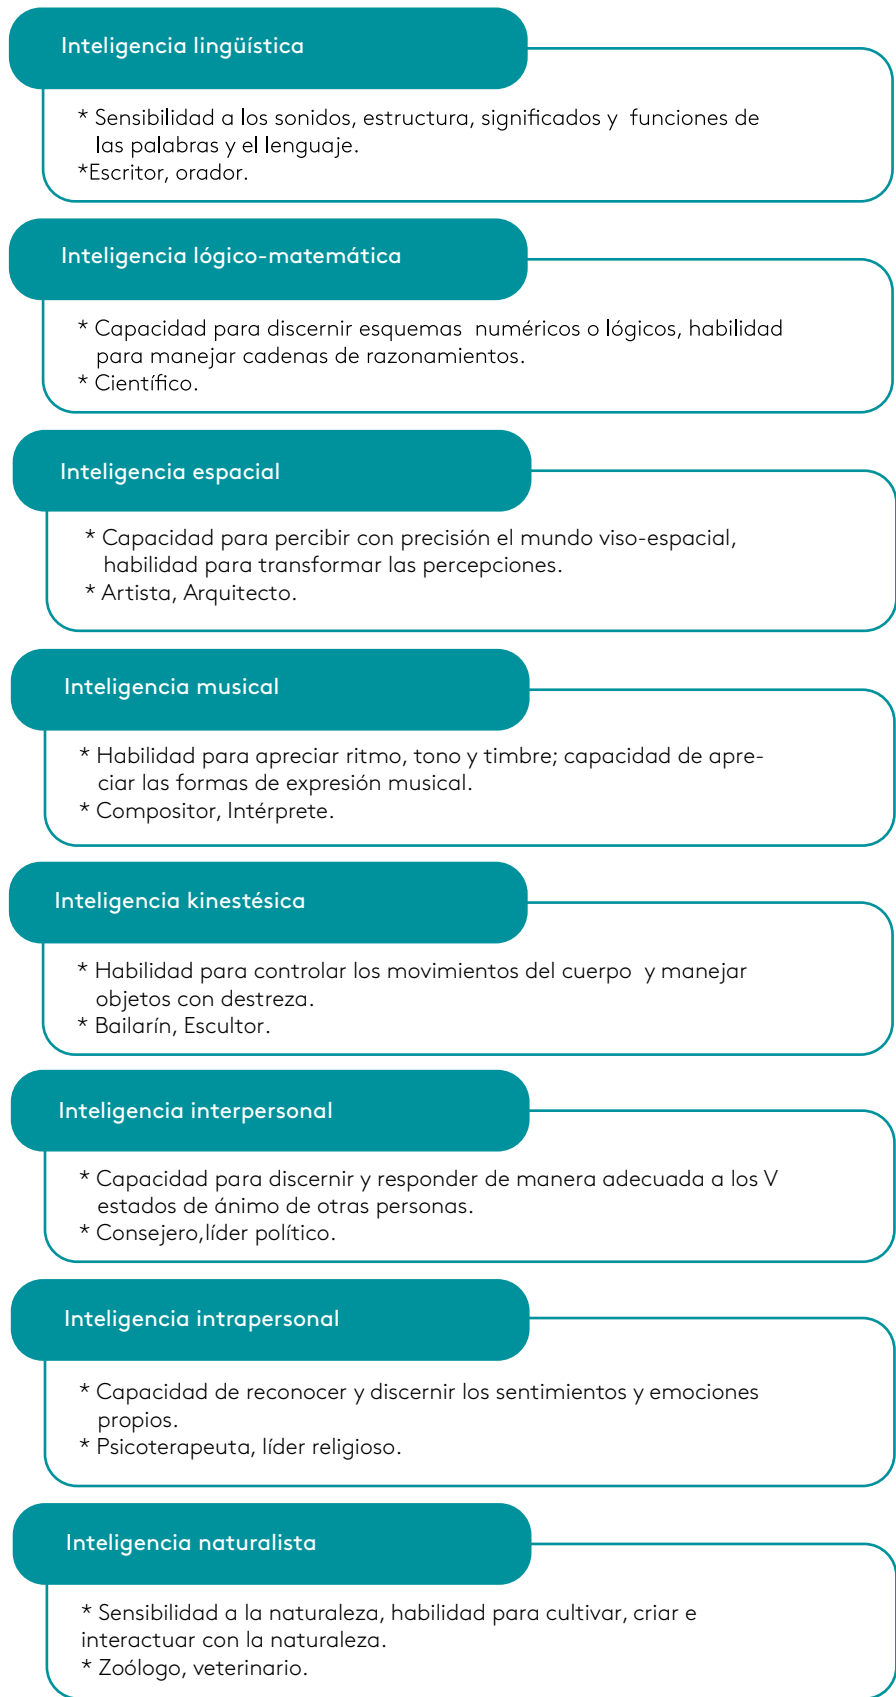 Inteligencia lingüística
* Sensibilidad a los sonidos, estructura, significados y funciones de
las palabras y el lenguaje.
*Escritor, orador.
Inteligencia lógico-matemática
* Capacidad para discernir esquemas numéricos o lógicos, habilidad
para manejar cadenas de razonamientos.
* Científico.
Inteligencia espacial
* Capacidad para percibir con precisión el mundo viso-espacial,
habilidad para transformar las percepciones.
* Artista, Arquitecto.
Inteligencia musical
* Habilidad para apreciar ritmo, tono y timbre; capacidad de apre-
ciar las formas de expresión musical.
* Compositor, Intérprete.
Inteligencia kinestésica
* Habilidad para controlar los movimientos del cuerpo y manejar
objetos con destreza.
* Bailarín, Escultor.
Inteligencia interpersonal
* Capacidad para discernir y responder de manera adecuada a los V
estados de ánimo de otras personas.
* Consejero,líder político.
Inteligencia intrapersonal
* Capacidad de reconocer y discernir los sentimientos y emociones
propios.
* Psicoterapeuta, líder religioso.
Inteligencia naturalista
* Sensibilidad a la naturaleza, habilidad para cultivar, criar e
interactuar con la naturaleza.
* Zoólogo, veterinario.